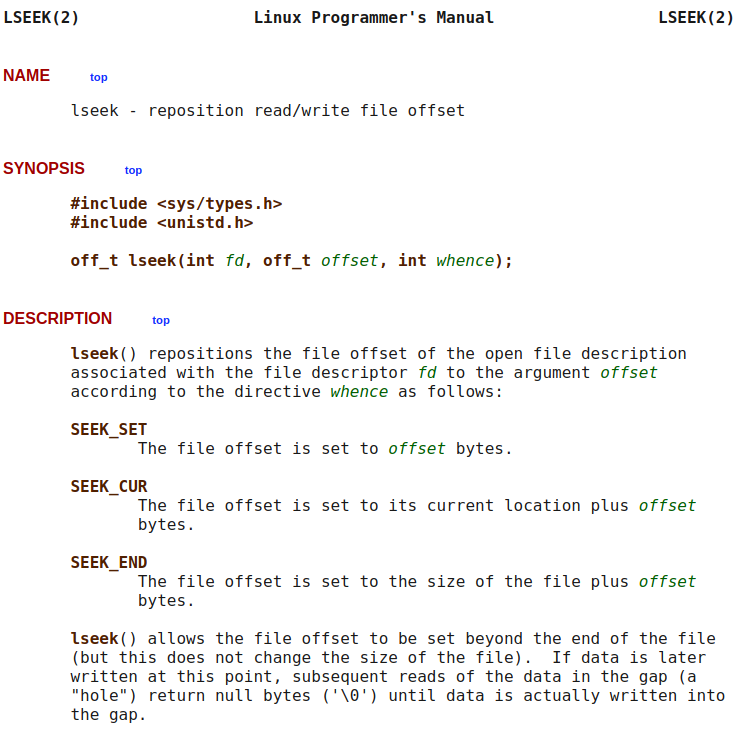 LSEEK(2) Linux Programmer's Manual LSEEK(2)
NAME top
lseek - reposition read/write file offset
SYNOPSIS top
#include <sys/types.h>
#include <unistd.h>
off_t lseek(int fd, off_t offset, int whence);
DESCRIPTION top
lseek() repositions the file offset of the open file description
associated with the file descriptor fd to the argument offset
according to the directive whence as follows:
SEEK_SET
The file offset is set to offset bytes.
SEEK_CUR
The file offset is set to its current location plus offset
bytes.
SEEK_END
The file offset is set to the size of the file plus offset
bytes.
lseek() allows the file offset to be set beyond the end of the file
(but this does not change the size of the file).  If data is later
written at this point, subsequent reads of the data in the gap (a
"hole") return null bytes ('\0') until data is actually written into
the gap.